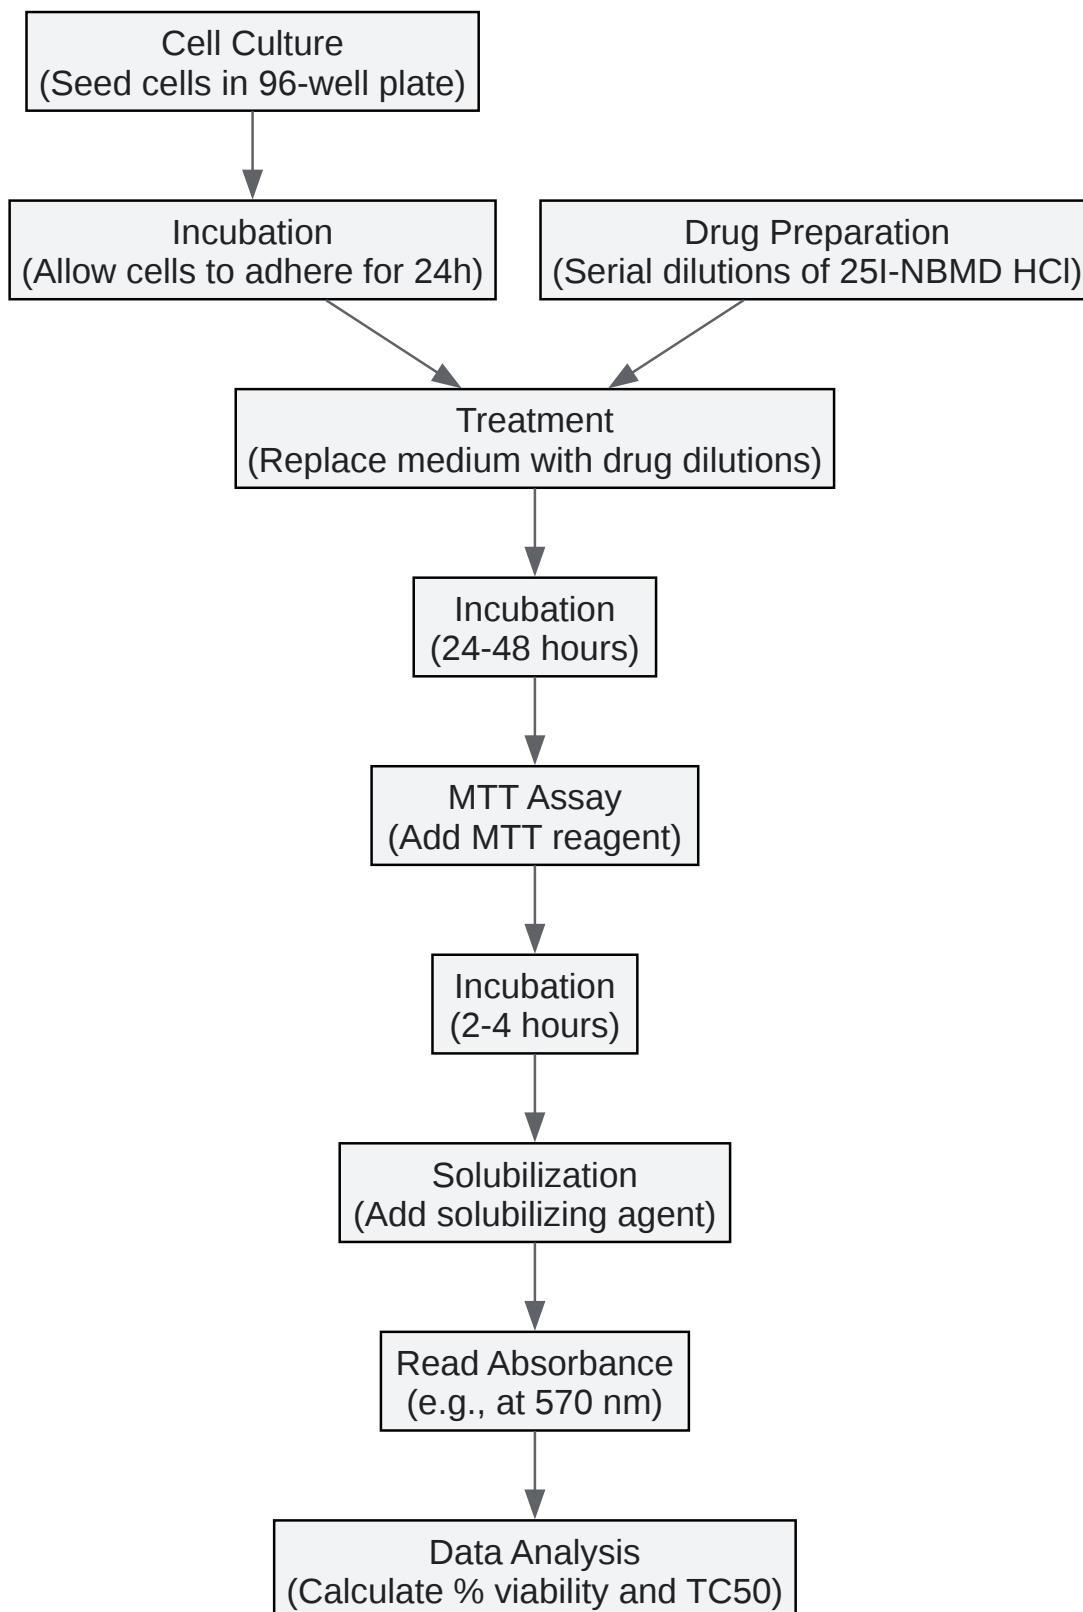 Cell Culture
(Seed cells in 96-well plate)
Incubation
(Allow cells to adhere for 24h)
Drug Preparation
(Serial dilutions of 25I-NBMD HCl)
Treatment
(Replace medium with drug dilutions)
Incubation
(24-48 hours)
MTT Assay
(Add MTT reagent)
Incubation
(2-4 hours)
Solubilization
(Add solubilizing agent)
Read Absorbance
(e.g., at 570 nm)
Data Analysis
(Calculate % viability and TC50)